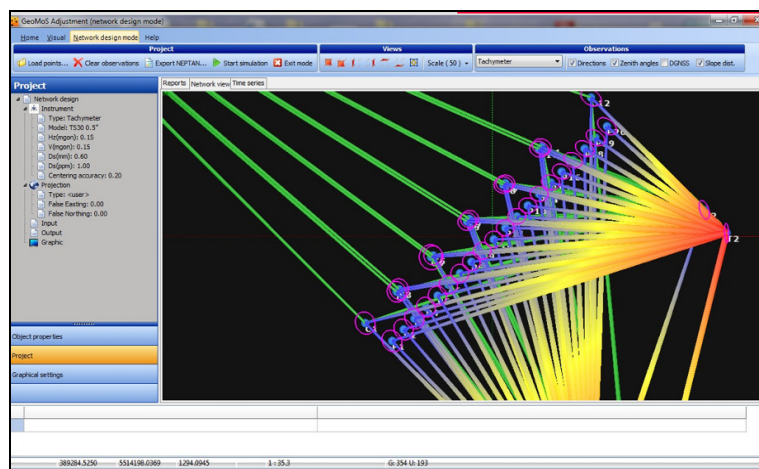 GeoMoS Adjustment (network design mode)
Home Visual Network design mode Help
Project Views Observations
Load points... Clear observations Export NEPTAN... Start simulation Exit mode Scale ( 50 ) Tachymeter Directions Zenith angles DGNSS Slope dist.
Project Reports Network view Time series
Network design
Instrument
Type: Tachymeter
Model: TS30 0.5"
Hz(mgon): 0.15
V(mgon): 0.15
Ds(mm): 0.60
Ds(ppm): 1.00
Centering accuracy: 0.20
Projection
Type: <user>
False Easting: 0.00
False Northing: 0.00
Input
Output
Graphic
T2
Object properties
Project
Graphical settings
389284.5250 5514198.0369 1294.0945 1 : 35.3 G: 354 U: 193